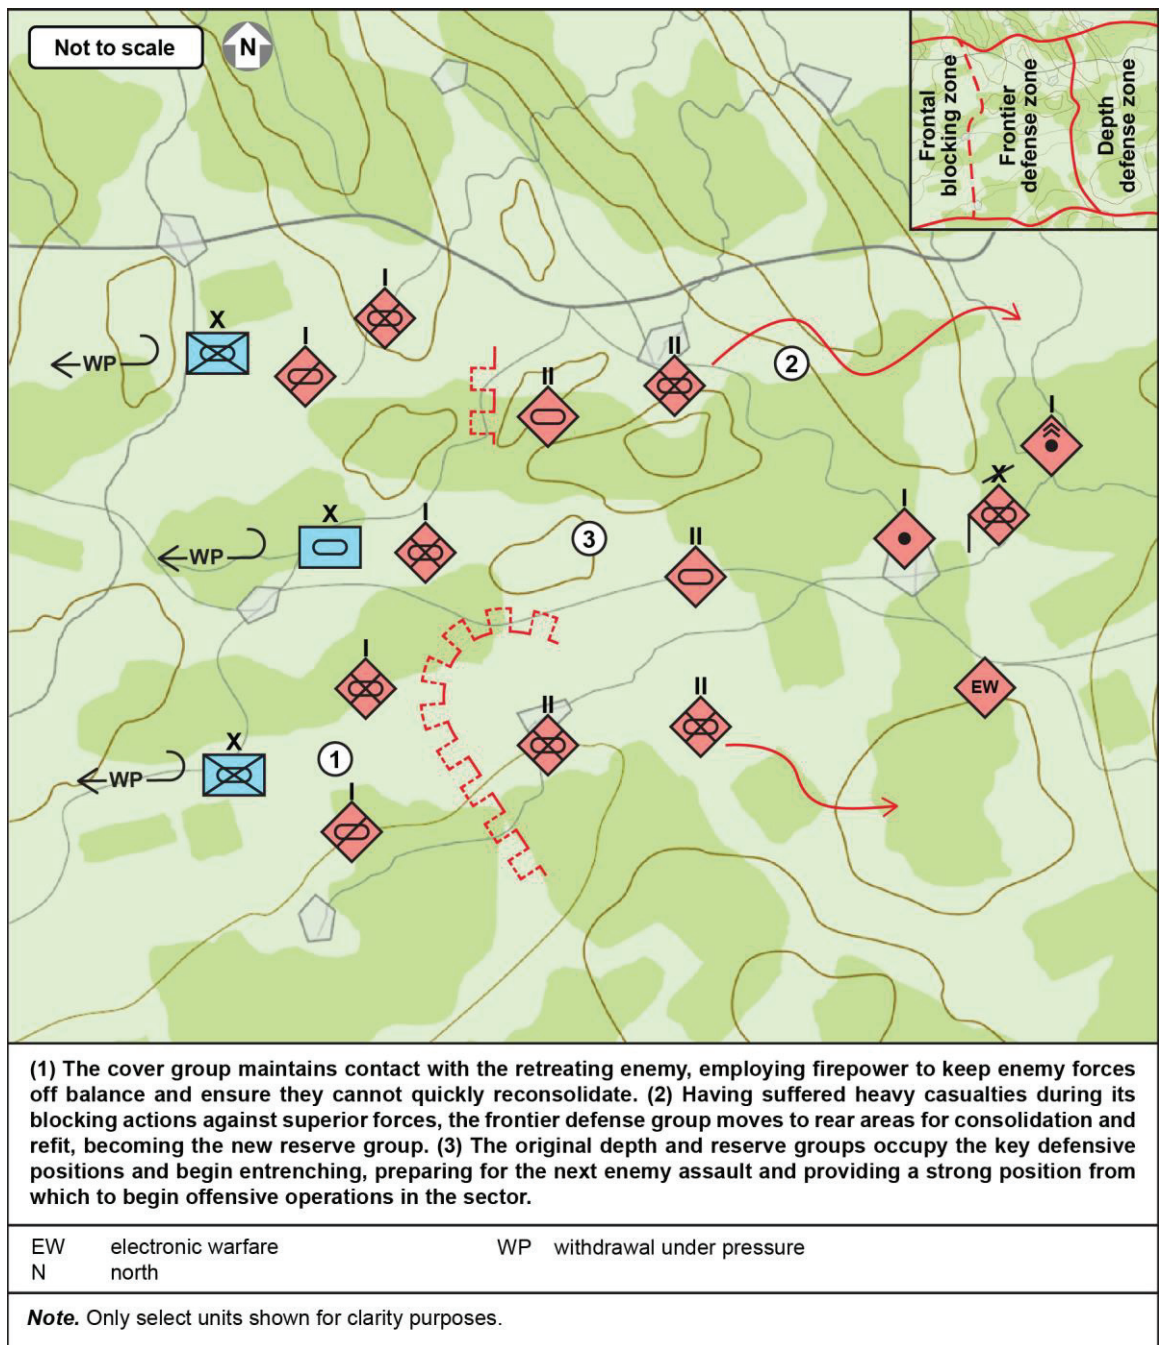 Not to scale
N
Frontal
blocking zone
Frontier
defense zone
Depth
defense zone
I
X
I
WP
II
II
2
I
X
I
X
I
3
II
WP
I
II
II
EW
X
1
WP
I
(1) The cover group maintains contact with the retreating enemy, employing firepower to keep enemy forces
off balance and ensure they cannot quickly reconsolidate. (2) Having suffered heavy casualties during its
blocking actions against superior forces, the frontier defense group moves to rear areas for consolidation and
refit, becoming the new reserve group. (3) The original depth and reserve groups occupy the key defensive
positions and begin entrenching, preparing for the next enemy assault and providing a strong position from
which to begin offensive operations in the sector.
EW electronic warfare WP withdrawal under pressure
N north
Note. Only select units shown for clarity purposes.